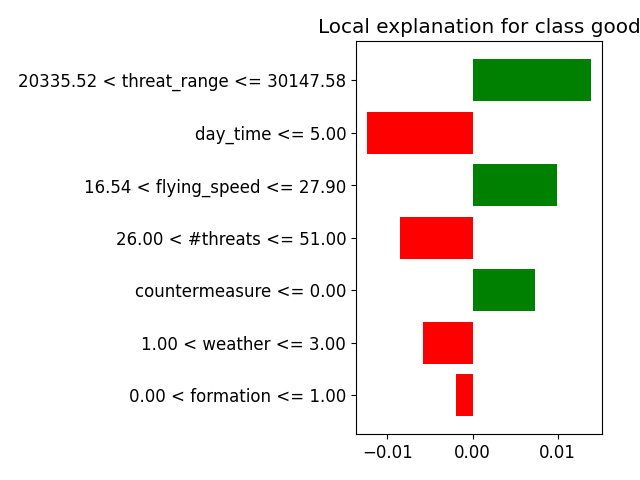 Local explanation for class good
20335.52 < threat_range <= 30147.58
day_time <= 5.00
16.54 < flying_speed <= 27.90
26.00 < #threats <= 51.00
countermeasure <= 0.00
1.00 < weather <= 3.00
0.00 < formation <= 1.00
−0.01 0.00 0.01